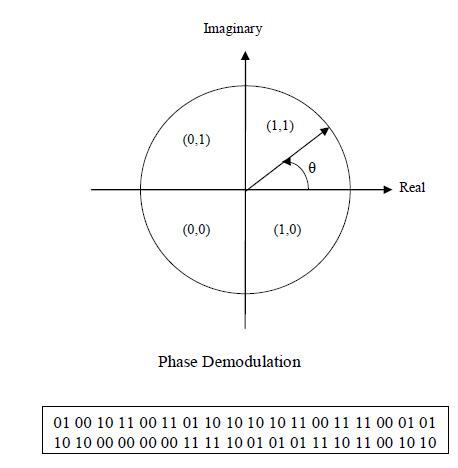 Imaginary
(1,1)
(0,1)
θ
Real
(0,0)
(1,0)
Phase Demodulation
01 00 10 11 00 11 01 10 10 10 10 11 00 11 11 00 01 01
10 10 00 00 00 00 11 11 10 01 01 01 11 10 11 00 10 10